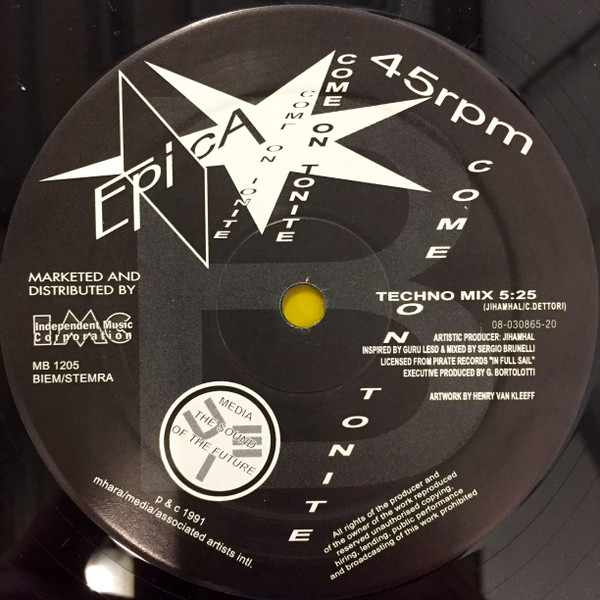 EPICA
COME ON TONITE
COME ON TONITE
45rpm
COME ON TONITE
MARKETED AND
DISTRIBUTED BY
IMC
Independent Music
Corporation
MB 1205
BIEM/STEMRA
TECHNO MIX 5:25
(JIHAMHAL/C.DETTORI)
08-030865-20
ARTISTIC PRODUCER: JIHAMHAL
INSPIRED BY GURU LESD & MIXED BY SERGIO BRUNELLI
LICENSED FROM PIRATE RECORDS "IN FULL SAIL"
EXECUTIVE PRODUCED BY G. BORTOLOTTI
ARTWORK BY HENRY VAN KLEEFF
B
MEDIA
THE SOUND
OF THE FUTURE
p & c 1991
mhara/media/associated artists intl.
All rights of the producer and
of the owner of the work reproduced
reserved unauthorised copying,
hiring, lending, public performance
and broadcasting of this work prohibited